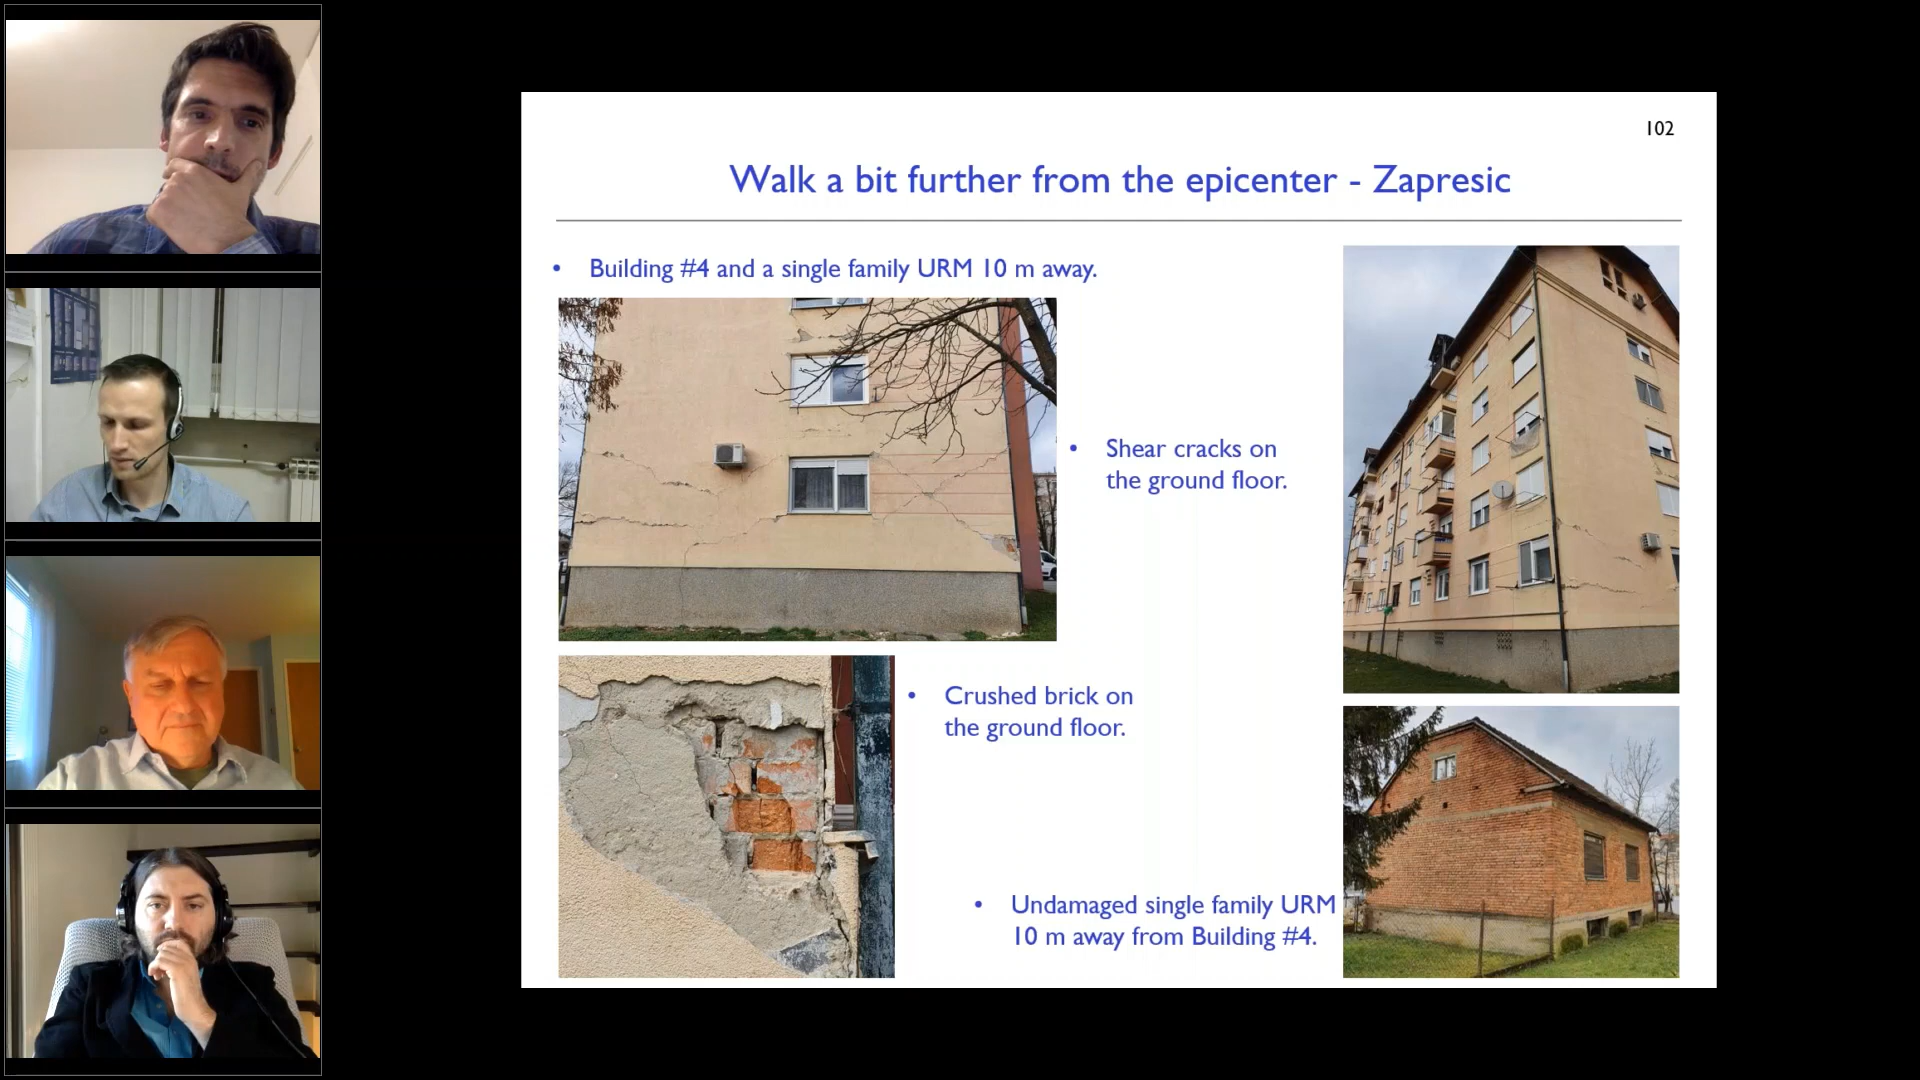 102
Walk a bit further from the epicenter - Zapresic
• Building #4 and a single family URM 10 m away.
• Shear cracks on
the ground floor.
• Crushed brick on
the ground floor.
• Undamaged single family URM
10 m away from Building #4.